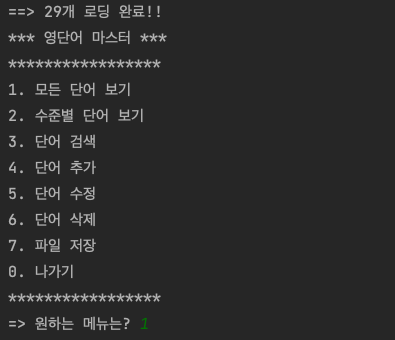 ==> 29개 로딩 완료!!
*** 영단어 마스터 ***
*****************
1. 모든 단어 보기
2. 수준별 단어 보기
3. 단어 검색
4. 단어 추가
5. 단어 수정
6. 단어 삭제
7. 파일 저장
0. 나가기
*****************
=> 원하는 메뉴는? 1